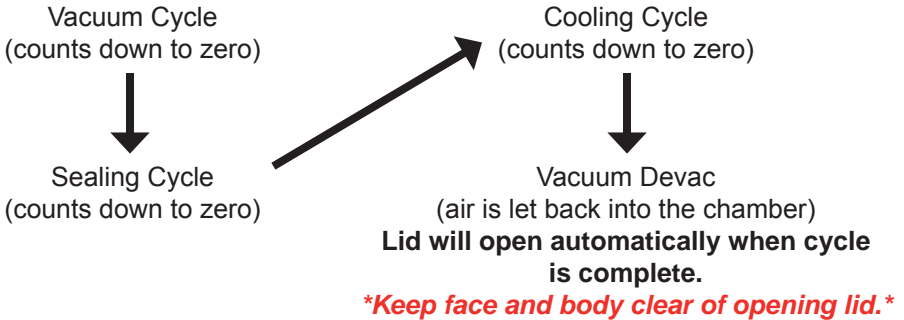 Vacuum Cycle
(counts down to zero)
Sealing Cycle
(counts down to zero)
Cooling Cycle
(counts down to zero)
Vacuum Devac
(air is let back into the chamber)
Lid will open automatically when cycle
is complete.
*Keep face and body clear of opening lid.*